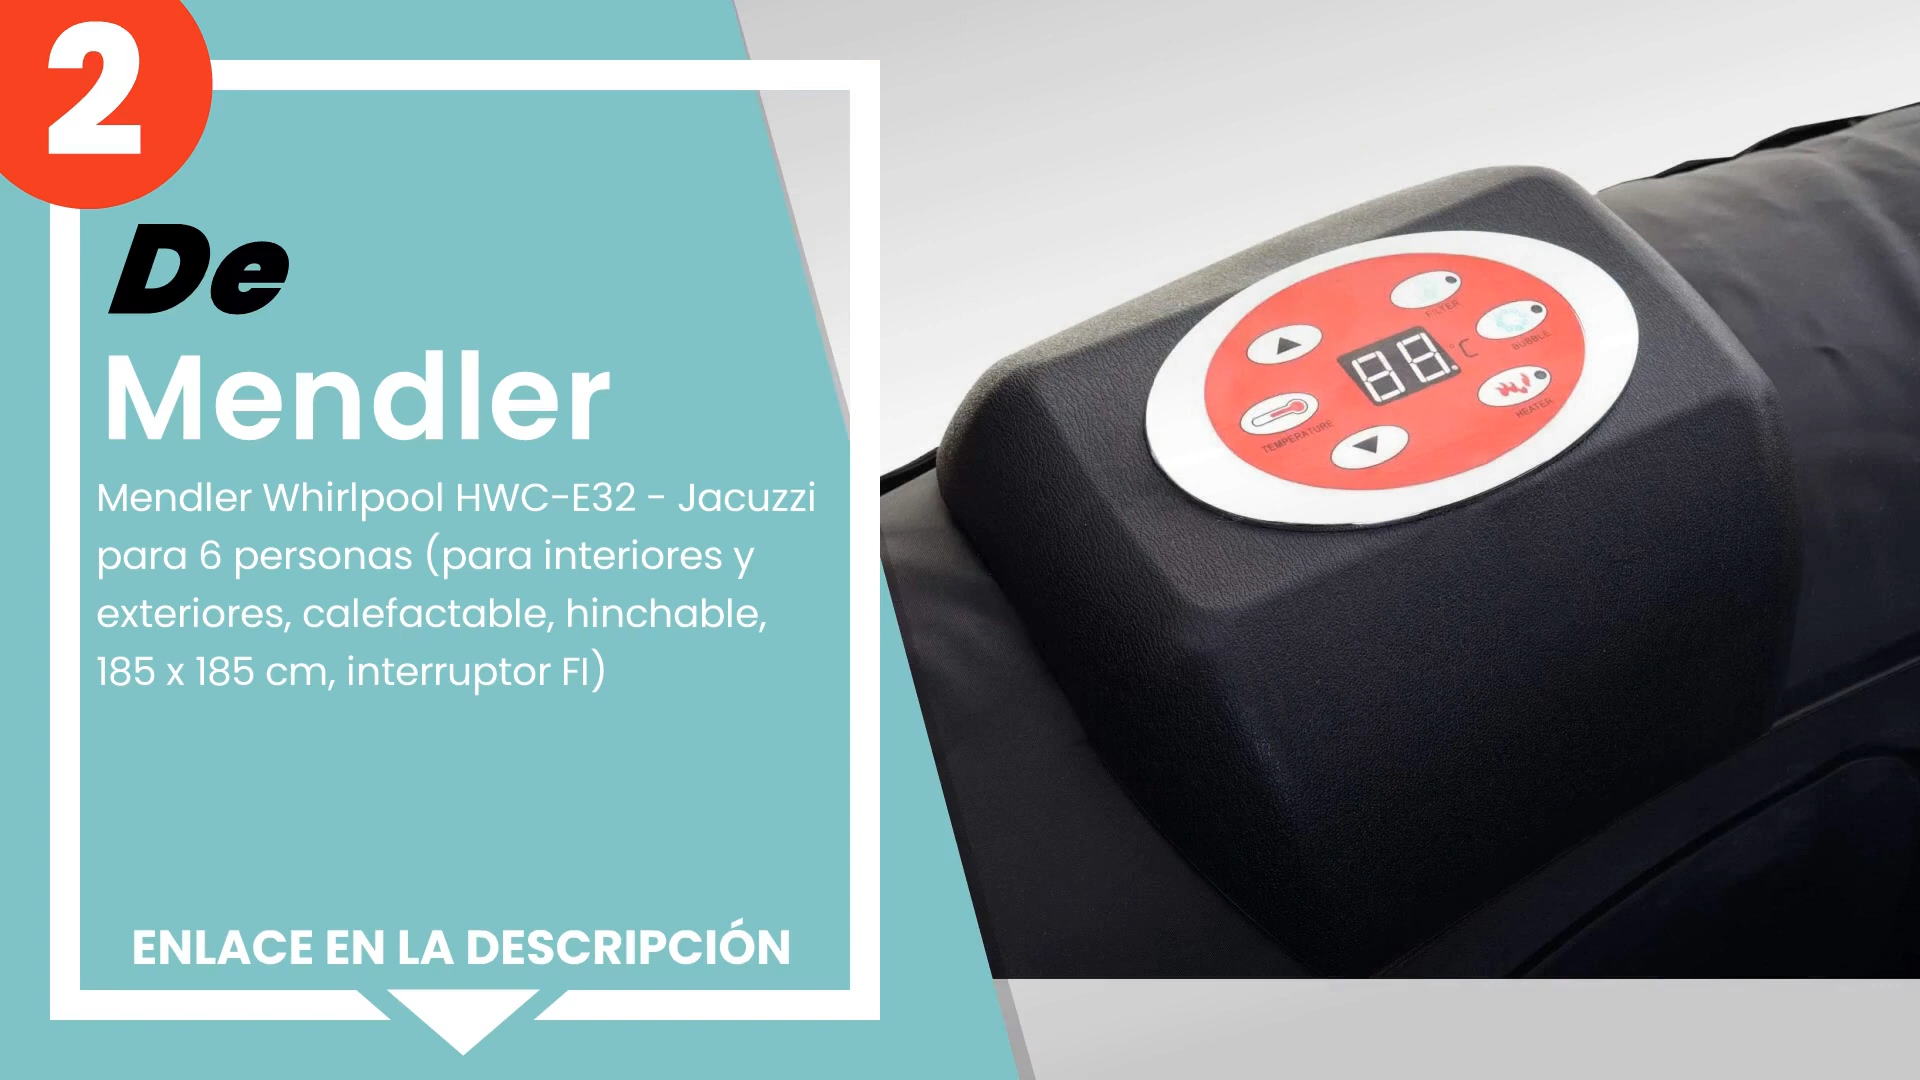 2
De
Mendler
Mendler Whirlpool HWC-E32 - Jacuzzi
para 6 personas (para interiores y
exteriores, calefactable, hinchable,
185 x 185 cm, interruptor FI)
ENLACE EN LA DESCRIPCIÓN
FILTER
BUBBLE
88.°C
HEATER
TEMPERATURE